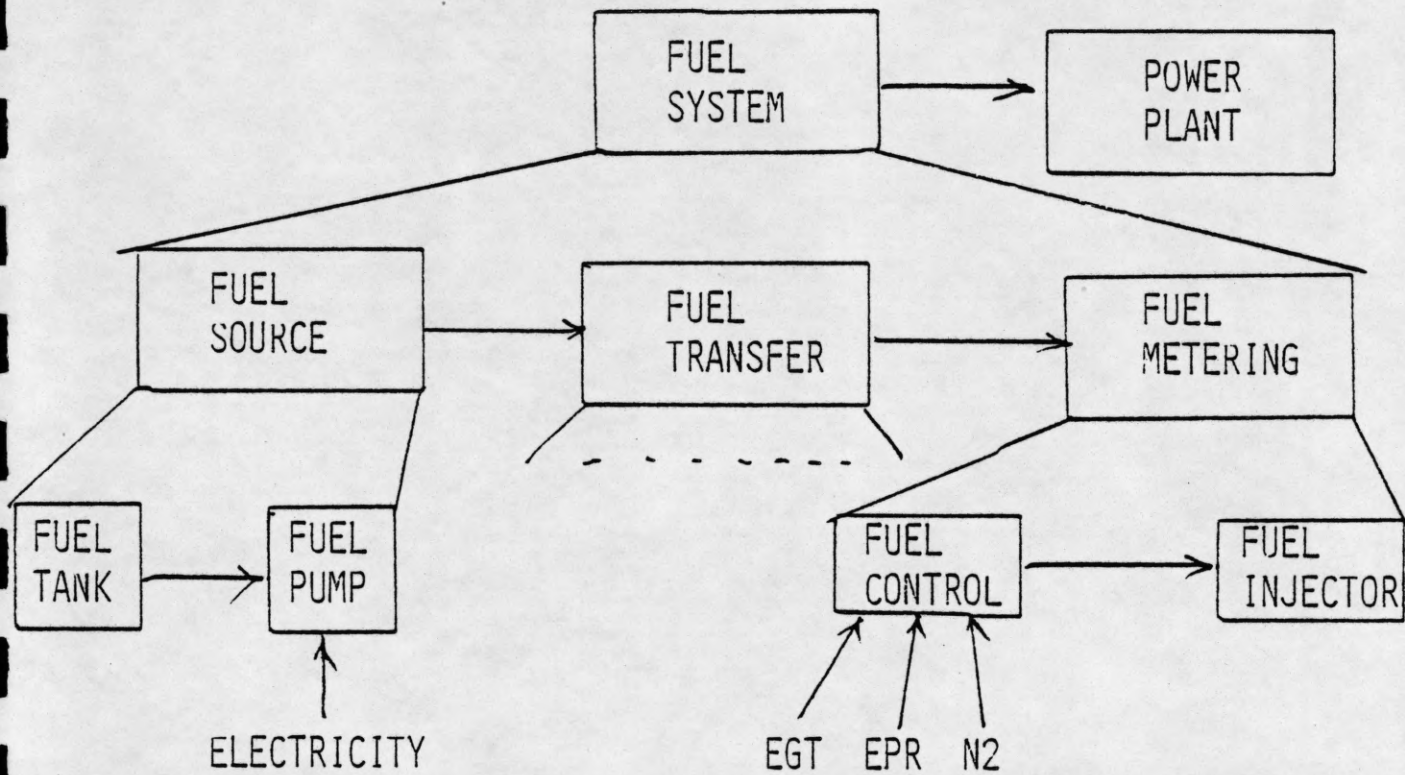 FUEL
SYSTEM
POWER
PLANT
FUEL
SOURCE
FUEL
TRANSFER
FUEL
METERING
FUEL
TANK
FUEL
PUMP
FUEL
CONTROL
FUEL
INJECTOR
ELECTRICITY
EGT EPR N2